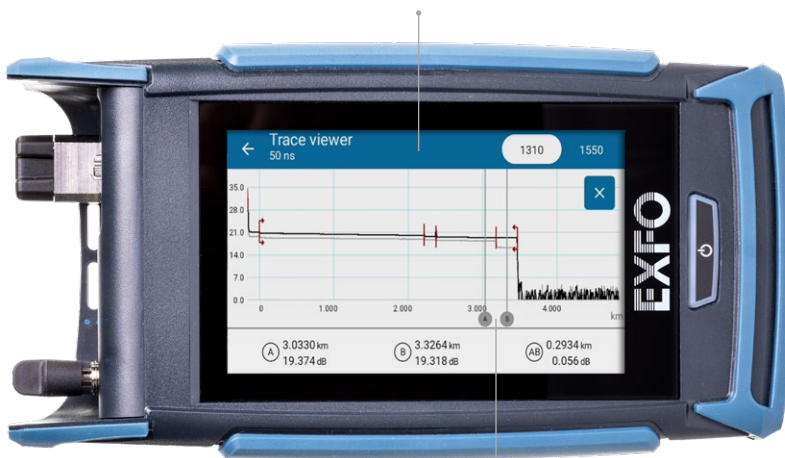 Trace viewer
50 ns
1310
1550
X
35.0
28.0
21.0
14.0
7.0
0.0
0 1.000 2.000 3.000 4.000
km
A B
A 3.0330 km
19.374 dB
B 3.3264 km
19.318 dB
AB 0.2934 km
0.056 dB
EXFO